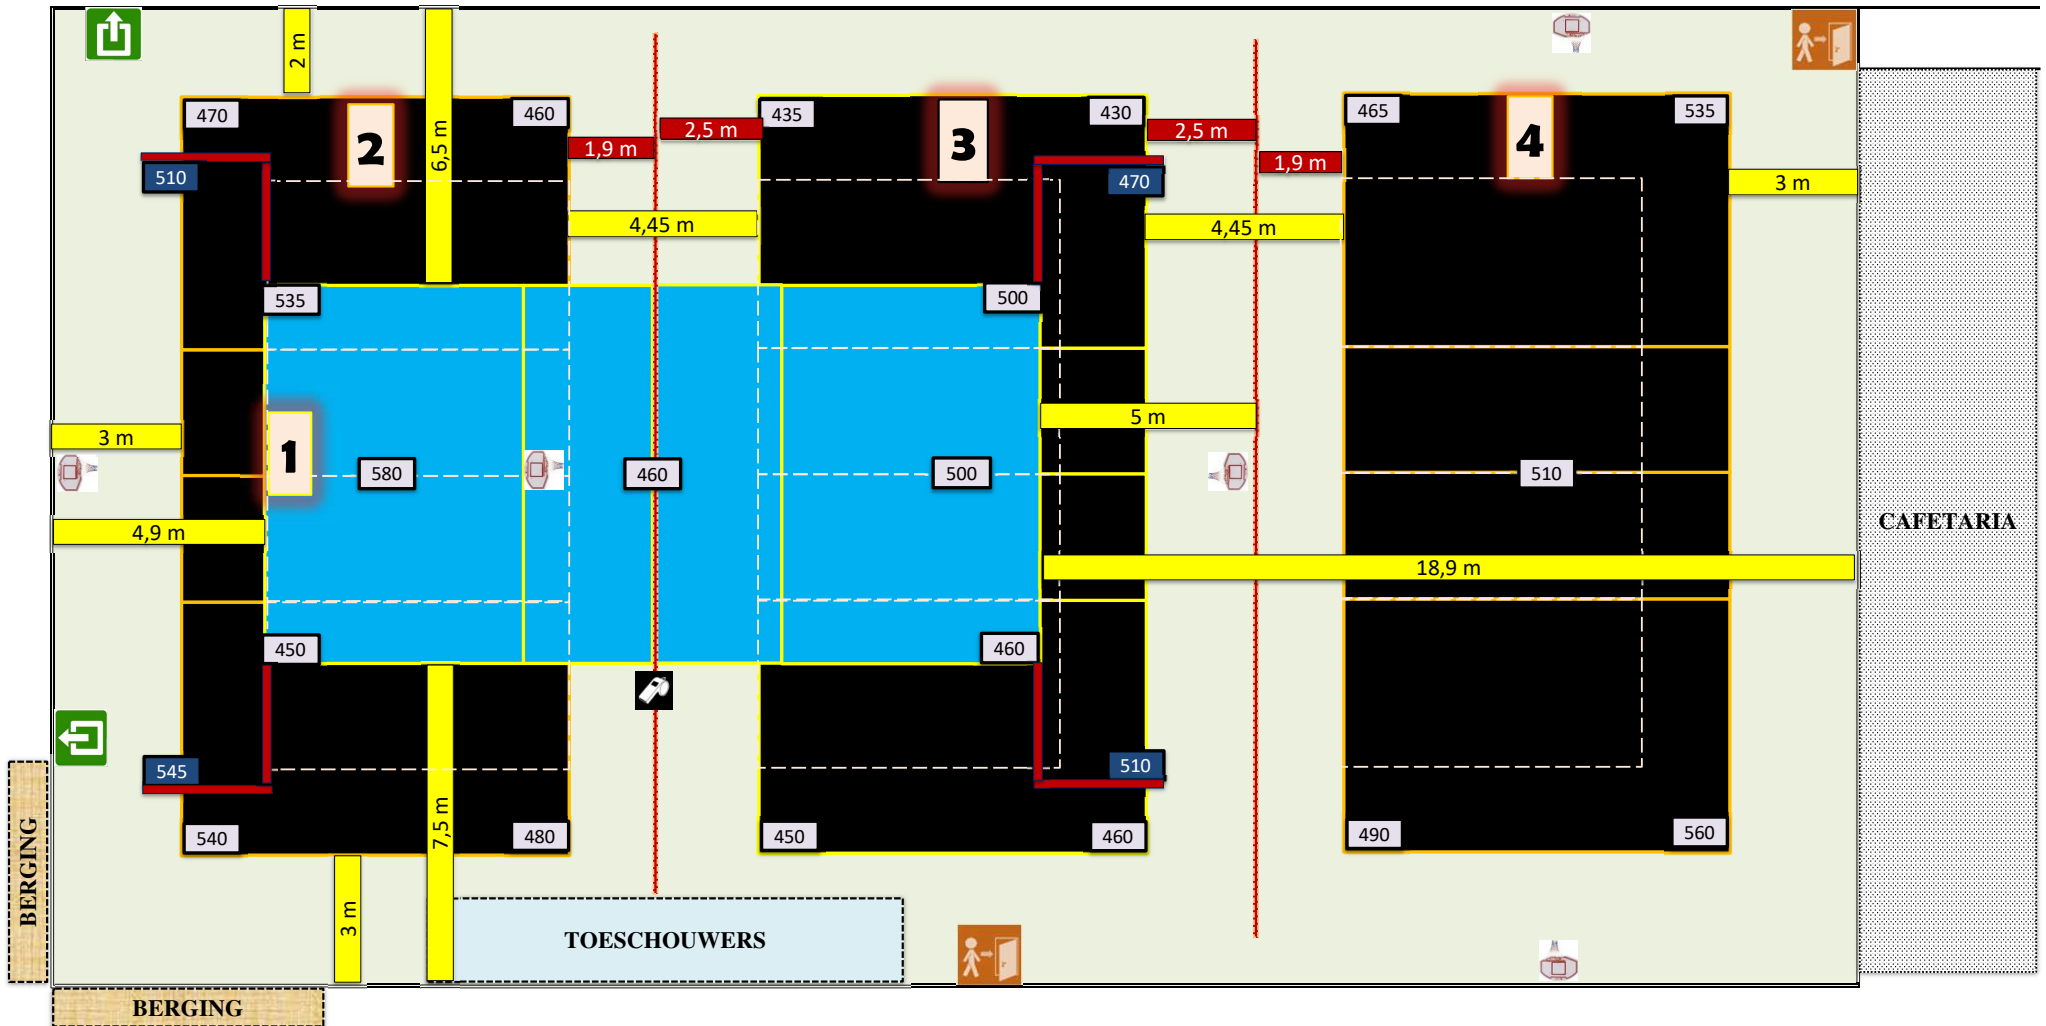 2 m
6,5 m
470
2
460
1,9 m
2,5 m
435
3
430
2,5 m
1,9 m
465
4
535
510
470
3 m
4,45 m
4,45 m
535
500
3 m
1
580
460
500
5 m
510
4,9 m
18,9 m
CAFETARIA
450
460
545
510
540
480
450
460
490
560
7,5 m
3 m
BERGING
TOESCHOUWERS
BERGING